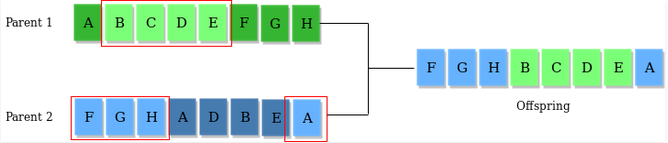 Parent 1 A B C D E F G H
F G H B C D E A
Offspring
Parent 2 F G H A D B E A